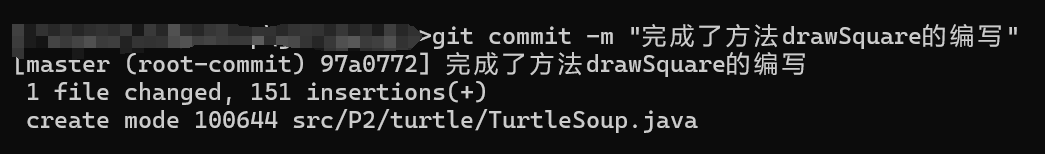 >git commit -m "完成了方法drawSquare的编写"
[master (root-commit) 97a0772] 完成了方法drawSquare的编写
1 file changed, 151 insertions(+)
create mode 100644 src/P2/turtle/TurtleSoup.java